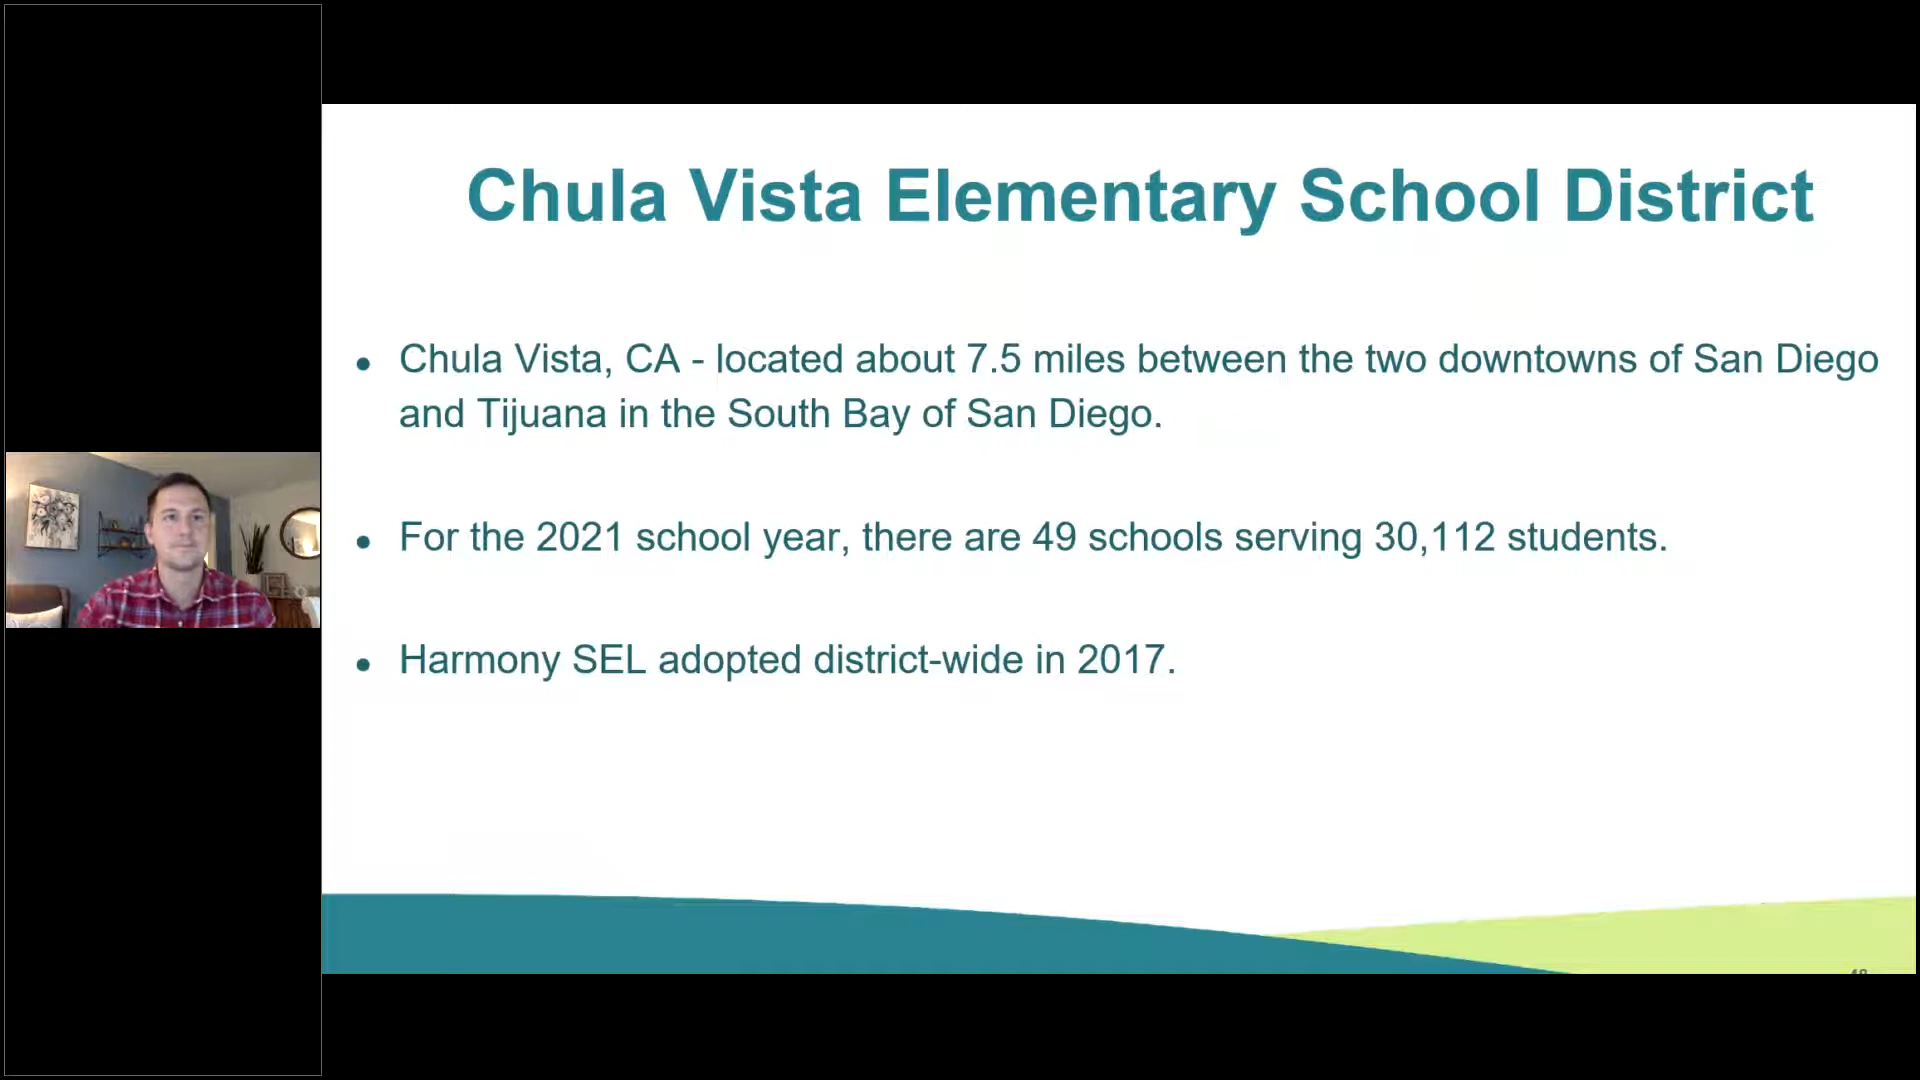 Chula Vista Elementary School District
● Chula Vista, CA - located about 7.5 miles between the two downtowns of San Diego
and Tijuana in the South Bay of San Diego.
● For the 2021 school year, there are 49 schools serving 30,112 students.
● Harmony SEL adopted district-wide in 2017.